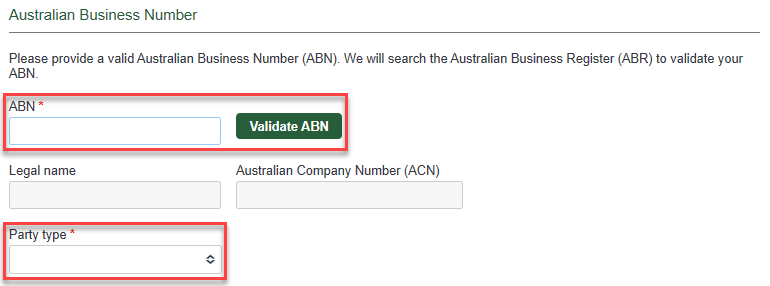 Australian Business Number
Please provide a valid Australian Business Number (ABN). We will search the Australian Business Register (ABR) to validate your
ABN.
ABN *
Validate ABN
Legal name
Australian Company Number (ACN)
Party type *